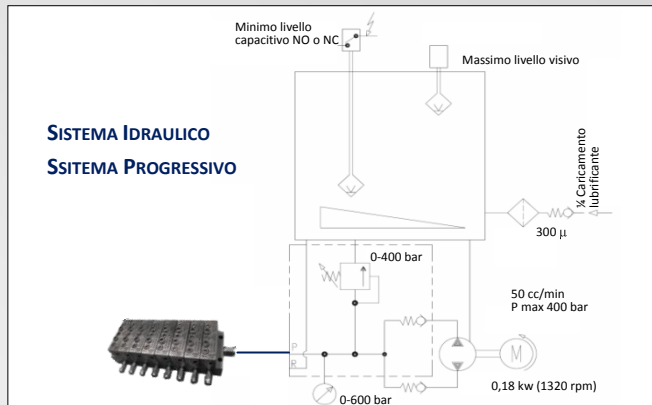 Minimo livello
capacitivo NO o NC
Massimo livello visivo
SISTEMA IDRAULICO
SSITEMA PROGRESSIVO
¼ Caricamento
lubrificante
300 µ
0-400 bar
50 cc/min
P max 400 bar
P
R
M
0,18 kw (1320 rpm)
0-600 bar